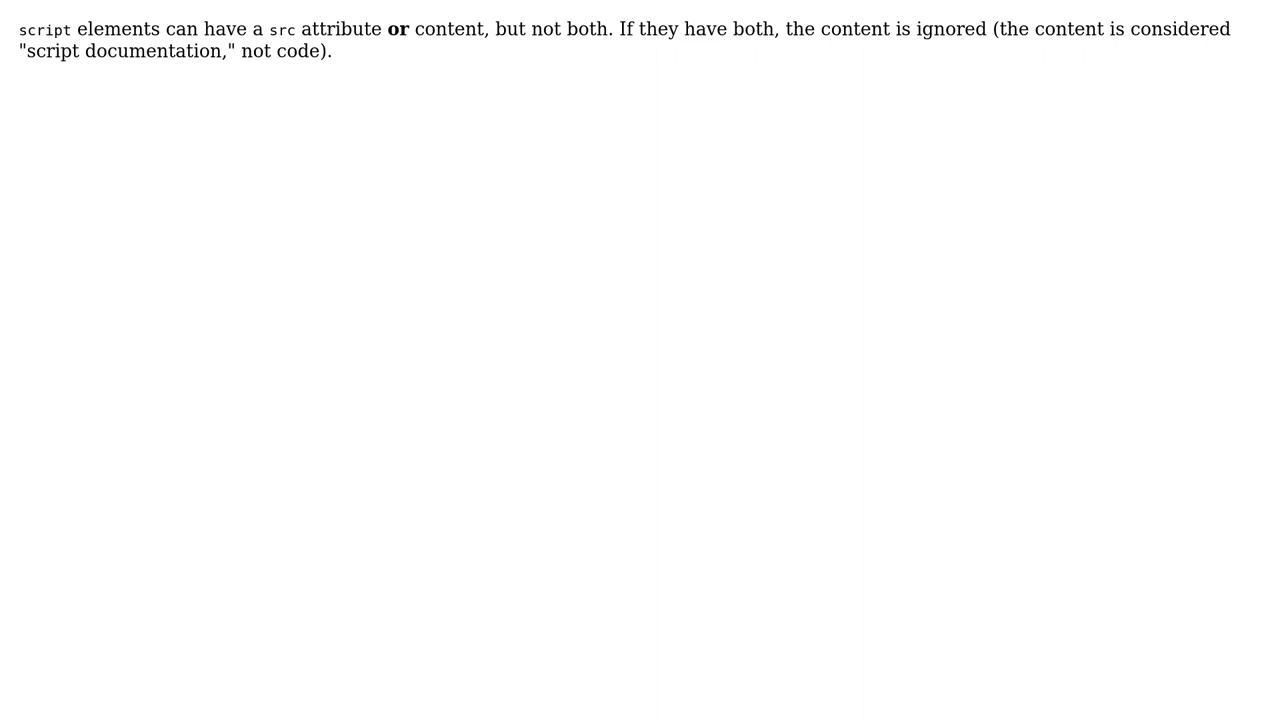 script elements can have a src attribute or content, but not both. If they have both, the content is ignored (the content is considered
"script documentation," not code).